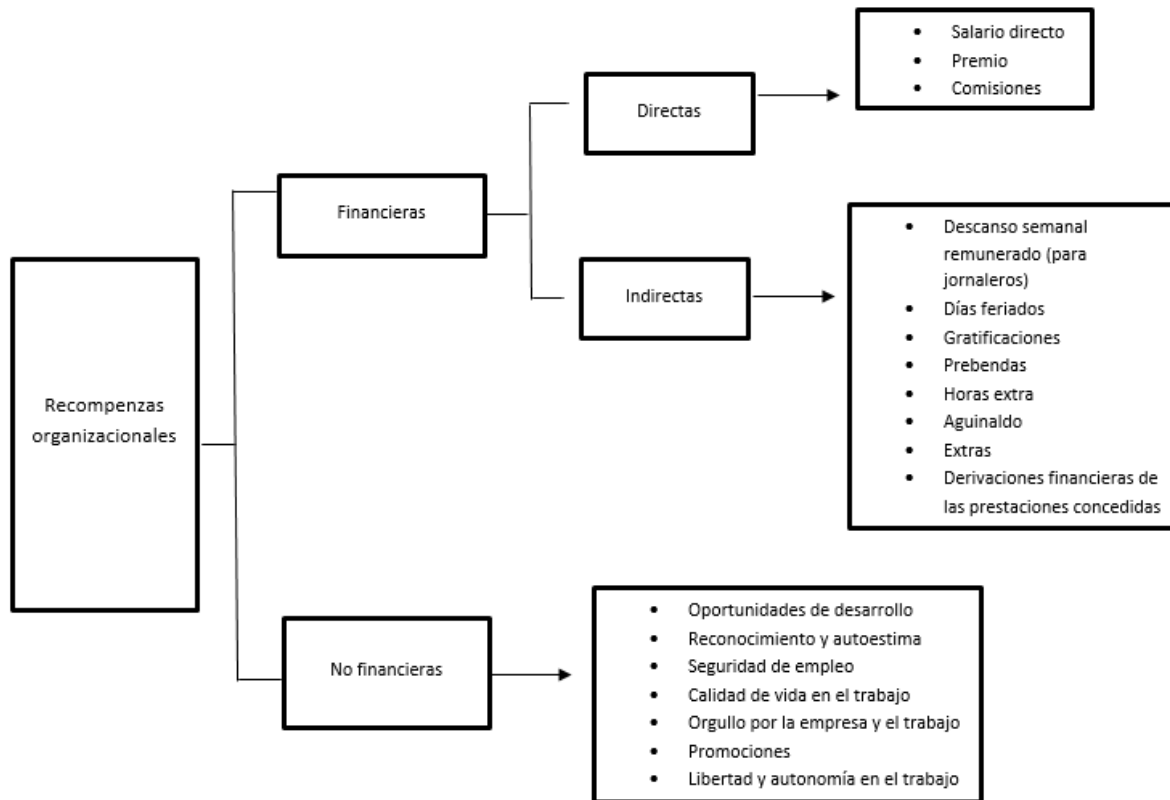 Recompenzas
organizacionales
Financieras
Directas
• Salario directo
• Premio
• Comisiones
Indirectas
• Descanso semanal
remunerado (para
jornaleros)
• Días feriados
• Gratificaciones
• Prebendas
• Horas extra
• Aguinaldo
• Extras
• Derivaciones financieras de
las prestaciones concedidas
No financieras
• Oportunidades de desarrollo
• Reconocimiento y autoestima
• Seguridad de empleo
• Calidad de vida en el trabajo
• Orgullo por la empresa y el trabajo
• Promociones
• Libertad y autonomía en el trabajo